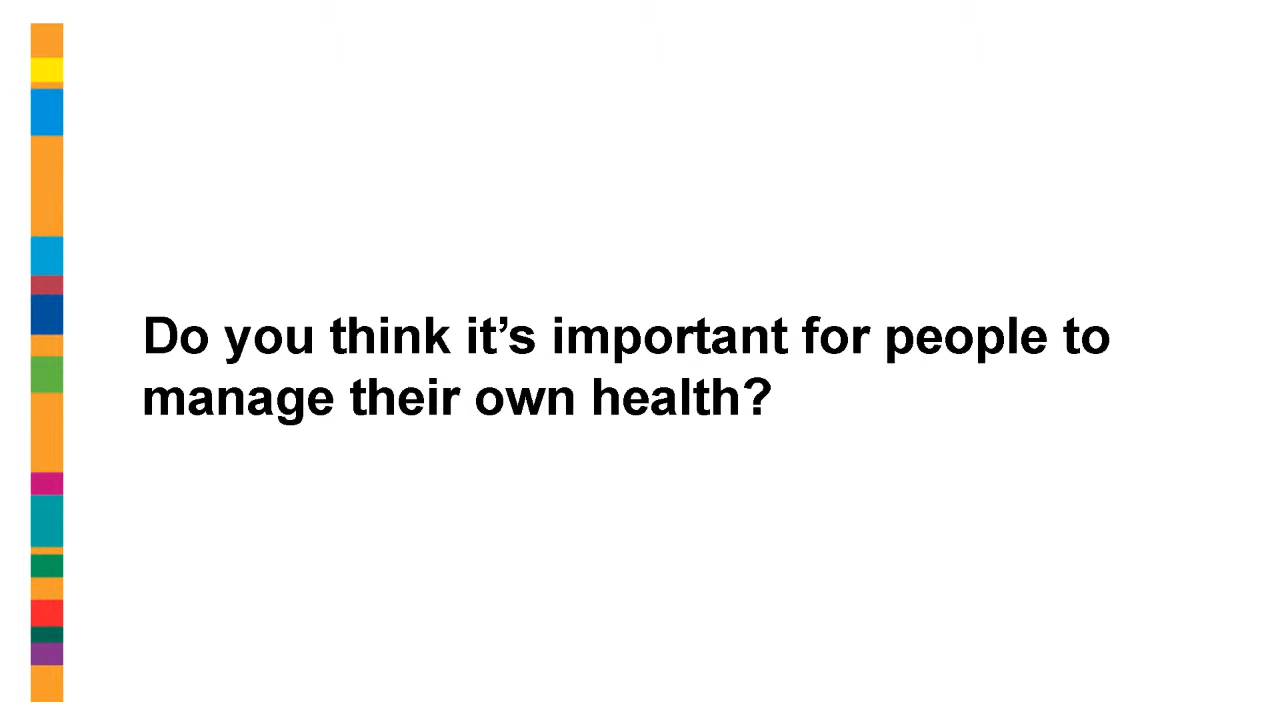 Do you think it’s important for people to
manage their own health?